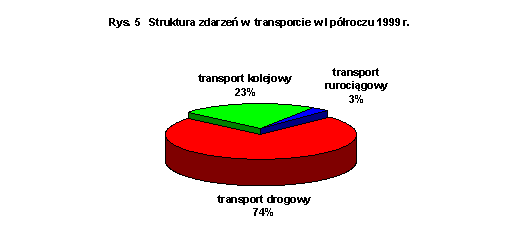 Rys. 5 Struktura zdarzeń w transporcie w I półroczu 1999 r.
transport kolejowy
23%
transport
rurociągowy
3%
transport drogowy
74%